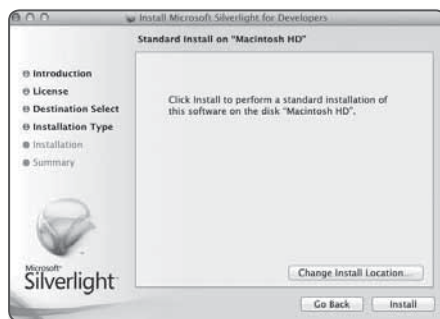 Install Microsoft Silverlight for Developers
Standard Install on "Macintosh HD"
Introduction
License
Destination Select
Installation Type
Installation
Summary
Click Install to perform a standard installation of
this software on the disk "Macintosh HD".
Microsoft®
Silverlight™
Change Install Location...
Go Back
Install